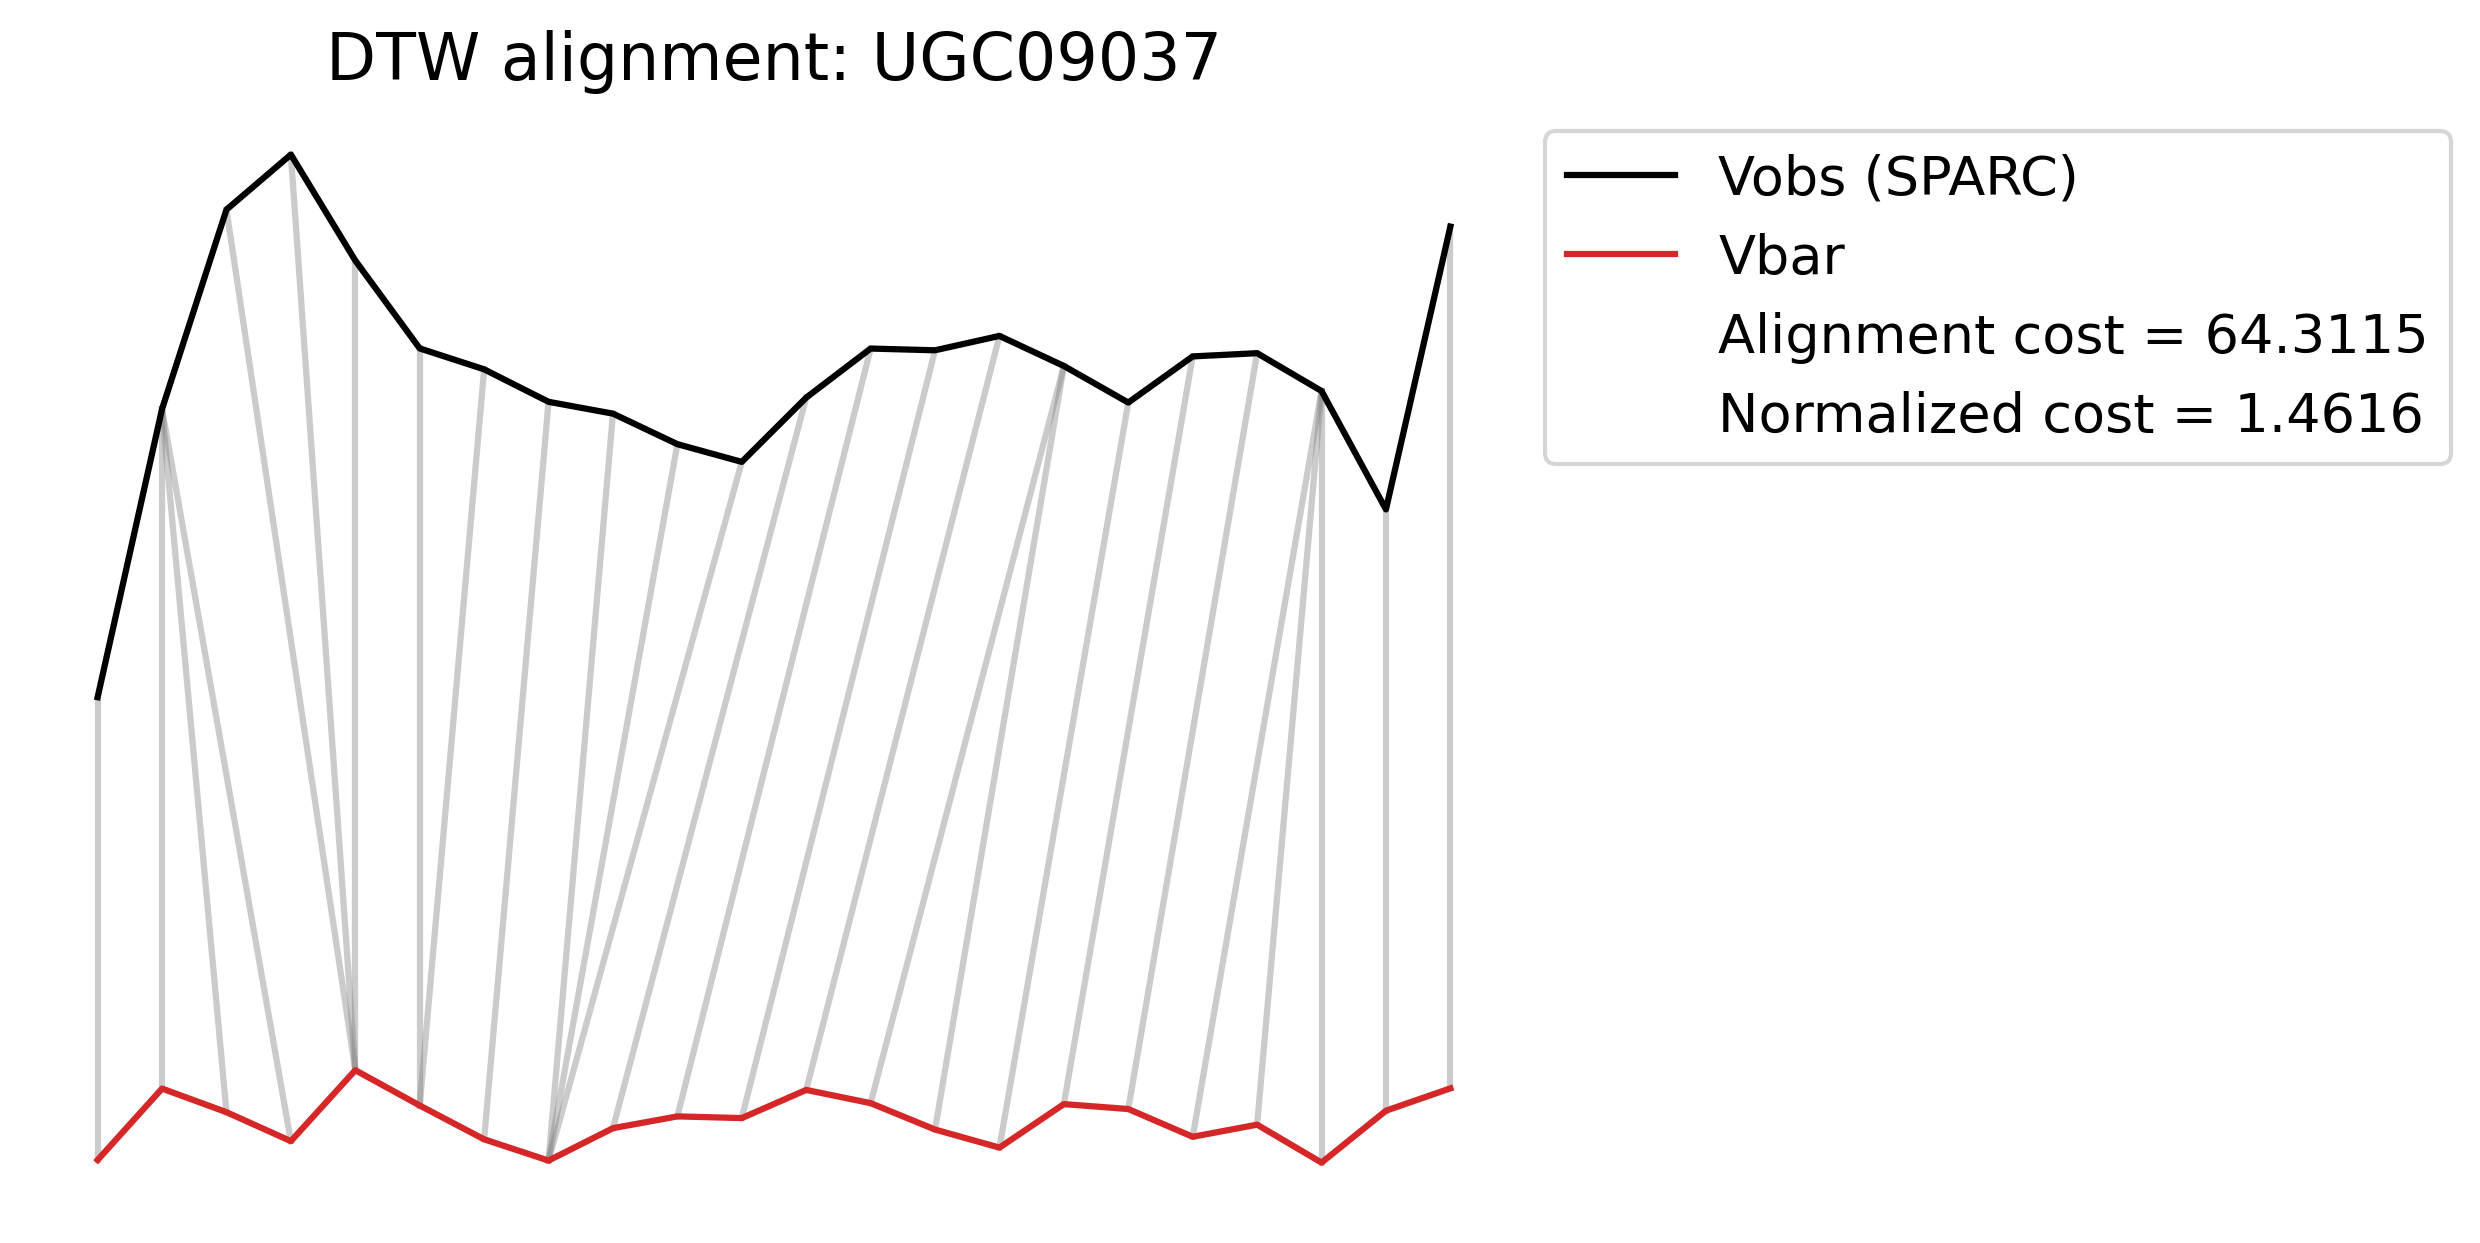 DTW alignment: UGC09037
Vobs (SPARC)
Vbar
Alignment cost = 64.3115
Normalized cost = 1.4616